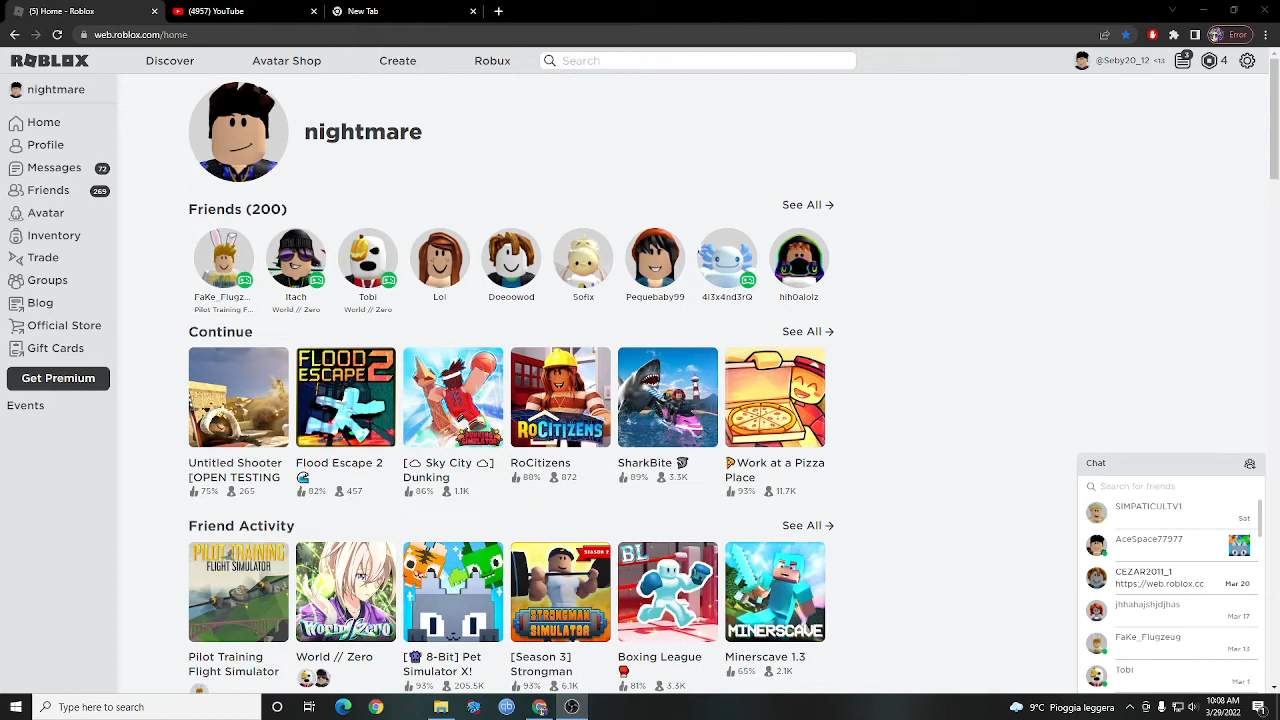 [5] Home - Roblox
(4957) YouTube
New Tab
web.roblox.com/home
Error
ROBLOX
Discover
Avatar Shop
Create
Robux
Search
@Seby20_12 <13
4
nightmare
nightmare
Home
Profile
Messages 72
Friends 269
Avatar
Inventory
Trade
Groups
Blog
Official Store
Gift Cards
Get Premium
Events
Friends (200)
See All →
FaKe_Flugz...
Pilot Training F...
Itach
World // Zero
Tobi
World // Zero
Lol
Doeoowod
Sofix
Pequebaby99
4l3x4nd3rQ
hih0alolz
Continue
See All →
FLOOD
ESCAPE 2
DUNKING
SIMULATOR
ROCITIZENS
Untitled Shooter
[OPEN TESTING
75% 265
Flood Escape 2
82% 457
[Sky City]
Dunking
86% 1.1K
RoCitizens
88% 872
SharkBite
89% 3.3K
Work at a Pizza
Place
93% 11.7K
Friend Activity
See All →
PILOT TRAINING
FLIGHT SIMULATOR
World Zero
SEASON 3
STRONGMAN
SIMULATOR
BL
MINERSCAVE
Pilot Training
Flight Simulator
World // Zero
[8-Bit] Pet
Simulator X!
93% 205.5K
[Season 3]
Strongman
93% 6.1K
Boxing League
81% 3.3K
Minerscave 1.3
65% 2.1K
Chat
Search for friends
SIMPATICULTV1
Sat
AceSpace77977
CEZAR2011_1
https://web.roblox.cc
Mar 20
jhhahajshjdjhas
Mar 17
FaKe_Flugzeug
Mar 13
Tobi
Mar 1
Type here to search
9°C Pioggia leggera
10:08 AM
3/29/2022